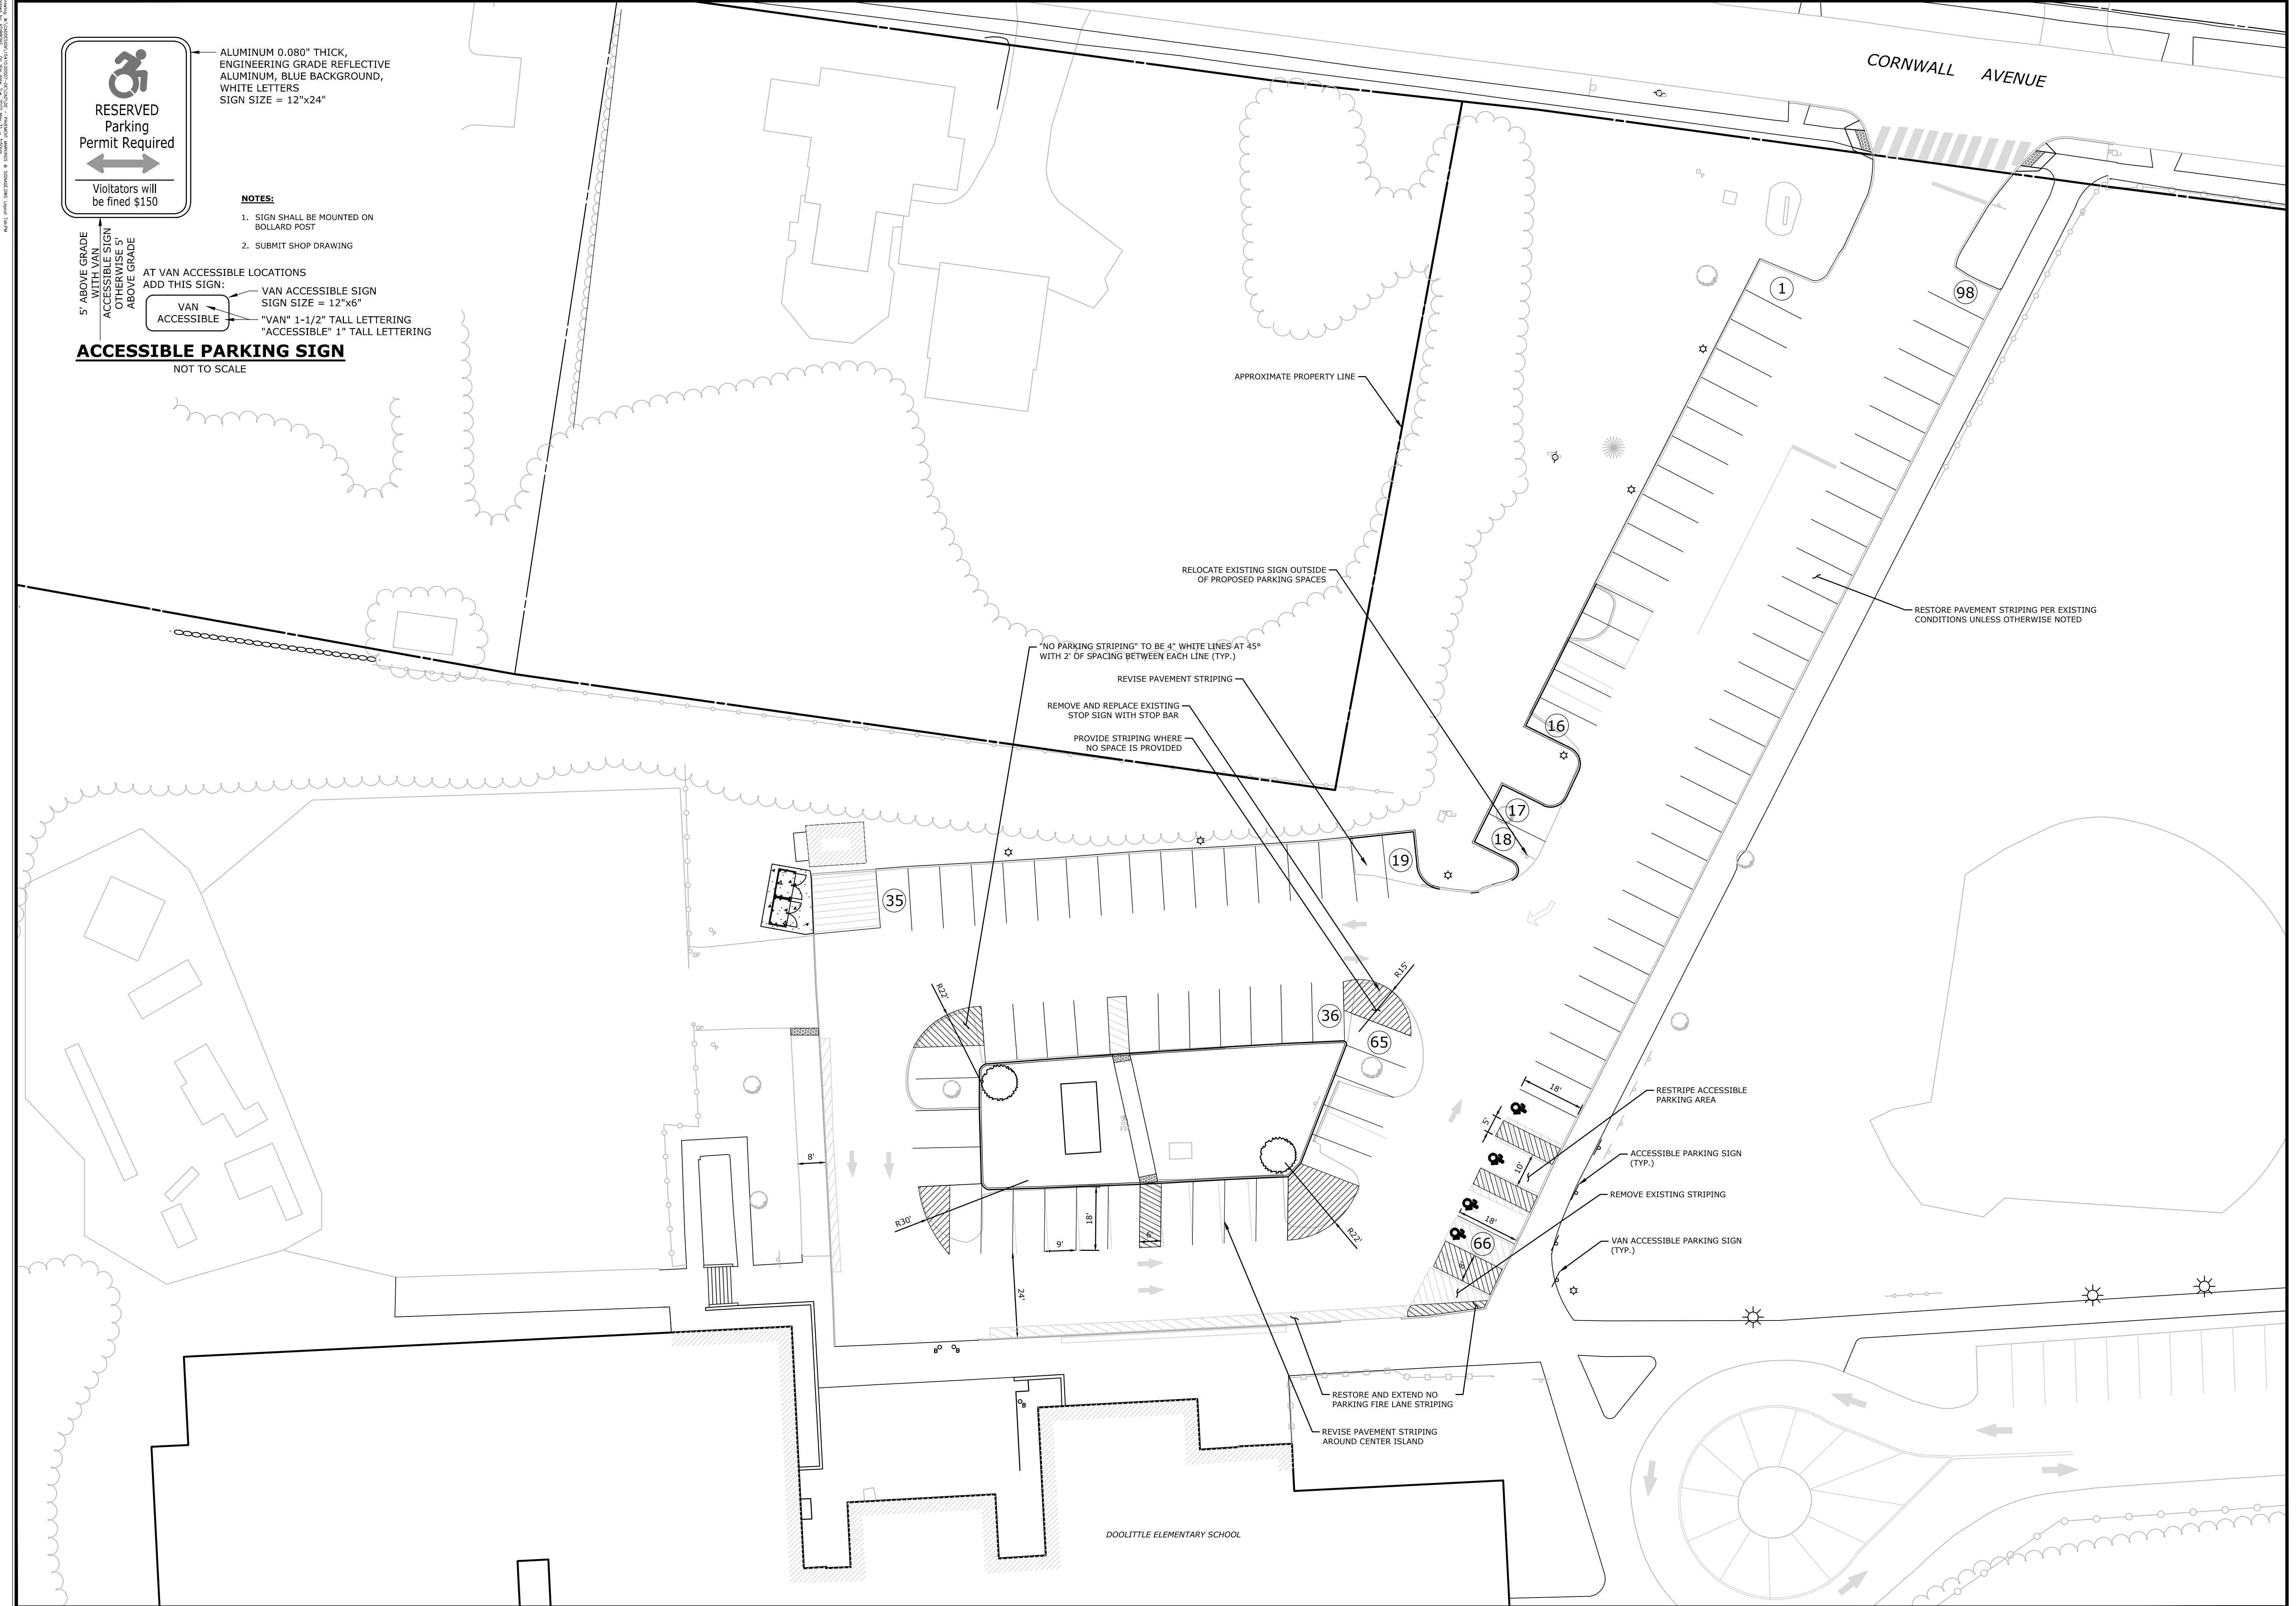 CORNWALL AVENUE
RESERVED
Parking
Permit Required
Violtators will
be fined $150
ALUMINUM 0.080" THICK,
ENGINEERING GRADE REFLECTIVE
ALUMINUM, BLUE BACKGROUND,
WHITE LETTERS
SIGN SIZE = 12"x24"
NOTES:
1. SIGN SHALL BE MOUNTED ON
BOLLARD POST
2. SUBMIT SHOP DRAWING
5' ABOVE GRADE
WITH VAN
ACCESSIBLE SIGN
OTHERWISE 5'
ABOVE GRADE
AT VAN ACCESSIBLE LOCATIONS
ADD THIS SIGN:
VAN
ACCESSIBLE
VAN ACCESSIBLE SIGN
SIGN SIZE = 12"x6"
"VAN" 1-1/2" TALL LETTERING
"ACCESSIBLE" 1" TALL LETTERING
ACCESSIBLE PARKING SIGN
NOT TO SCALE
1
98
APPROXIMATE PROPERTY LINE
RELOCATE EXISTING SIGN OUTSIDE
OF PROPOSED PARKING SPACES
RESTORE PAVEMENT STRIPING PER EXISTING
CONDITIONS UNLESS OTHERWISE NOTED
"NO PARKING STRIPING" TO BE 4" WHITE LINES AT 45°
WITH 2' OF SPACING BETWEEN EACH LINE (TYP.)
REVISE PAVEMENT STRIPING
REMOVE AND REPLACE EXISTING
STOP SIGN WITH STOP BAR
PROVIDE STRIPING WHERE
NO SPACE IS PROVIDED
16
17
18
19
35
GP
R22'
R15'
36
65
GP
18'
5'
10'
18'
66
8'
RESTRIPE ACCESSIBLE
PARKING AREA
ACCESSIBLE PARKING SIGN
(TYP.)
REMOVE EXISTING STRIPING
VAN ACCESSIBLE PARKING SIGN
(TYP.)
8'
R30'
9'
18'
6'
R22'
24'
B
B
B
RESTORE AND EXTEND NO
PARKING FIRE LANE STRIPING
REVISE PAVEMENT STRIPING
AROUND CENTER ISLAND
DOOLITTLE ELEMENTARY SCHOOL